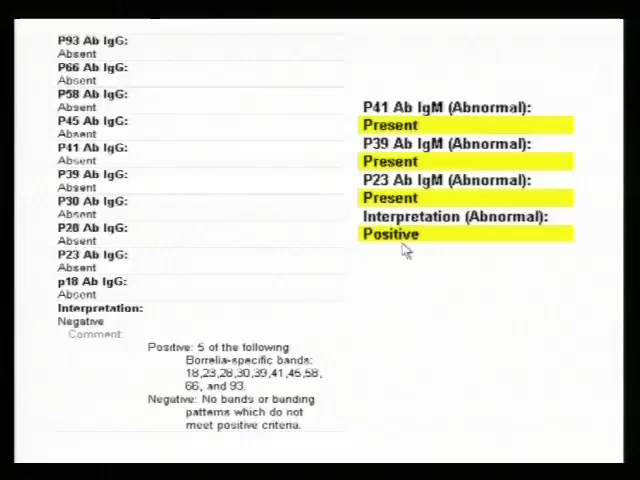 P93 Ab IgG:
Absent
P66 Ab IgG:
Absent
P58 Ab IgG:
Absent
P45 Ab IgG:
Absent
P41 Ab IgG:
Absent
P39 Ab IgG:
Absent
P30 Ab IgG:
Absent
P28 Ab IgG:
Absent
P23 Ab IgG:
Absent
p18 Ab IgG:
Absent
Interpretation:
Negative
Comment:
Positive: 5 of the following
Borrelia-specific bands:
18,23,28,30,39,41,45,58,
66, and 93.
Negative: No bands or banding
patterns which do not
meet positive criteria.
P41 Ab IgM (Abnormal):
Present
P39 Ab IgM (Abnormal):
Present
P23 Ab IgM (Abnormal):
Present
Interpretation (Abnormal):
Positive